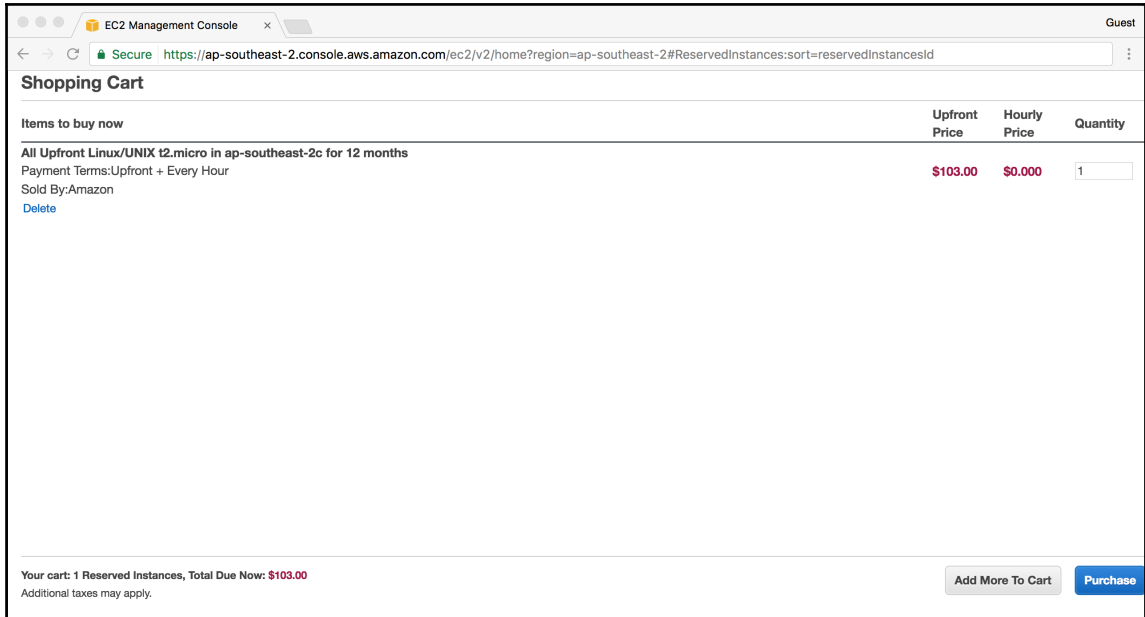 EC2 Management Console
Guest
Secure https://ap-southeast-2.console.aws.amazon.com/ec2/v2/home?region=ap-southeast-2#ReservedInstances:sort=reservedInstancesId
Shopping Cart
Items to buy now Upfront Price Hourly Price Quantity
All Upfront Linux/UNIX t2.micro in ap-southeast-2c for 12 months
Payment Terms:Upfront + Every Hour $103.00 $0.000 1
Sold By:Amazon
Delete
Your cart: 1 Reserved Instances, Total Due Now: $103.00
Additional taxes may apply.
Add More To Cart Purchase